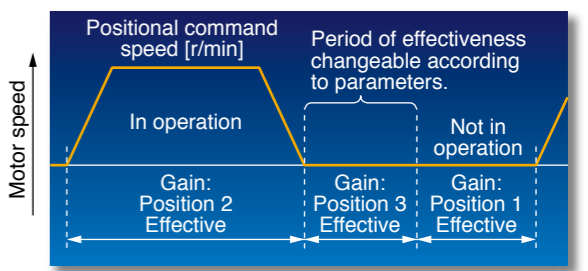 Positional command
speed [r/min]
Period of effectiveness
changeable according
to parameters.
Motor speed
In operation
Not in
operation
Gain:
Position 2
Effective
Gain:
Position 3
Effective
Gain:
Position 1
Effective